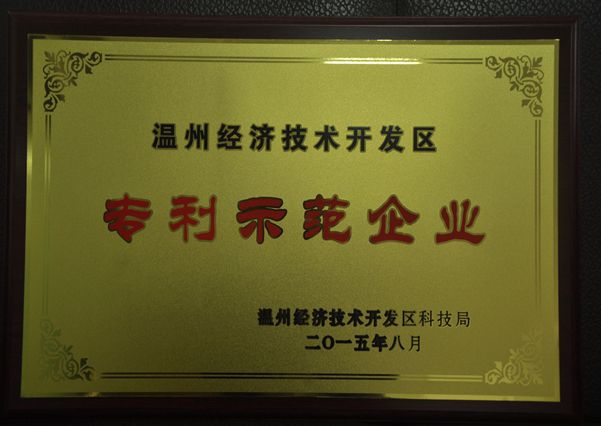 温州经济技术开发区
专利示范企业
温州经济技术开发区科技局
二〇一五年八月